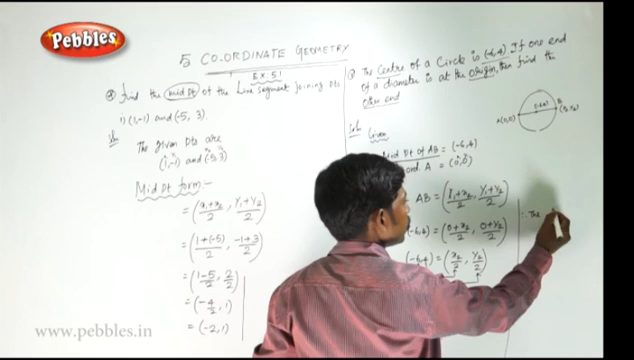 Pebbles
5 CO-ORDINATE GEOMETRY
EX 5.1
Find the mid Pt of the Line segment joining Pts
i) (1,-1) and (-5, 3).
Sln
The given Pts are
(1,-1) and (-5,3)
Mid Pt form:-
= (x₁+x₂/2, y₁+y₂/2)
= (1+(-5)/2, -1+3/2)
= (1-5/2, 2/2)
= (-4/2, 1)
= (-2,1)
The Centre of a Circle is (-6,4) If one end
of a diameter is at the origin, then find the
other end
Soln Given
Mid Pt of AB = (-6,4)
and A = (0,0)
AB = (x₁+x₂/2, y₁+y₂/2)
(-6,4) = (0+x₂/2, 0+y₂/2)
(-6,4) = (x₂/2, y₂/2)
A(0,0)
B
∴ The
www.pebbles.in